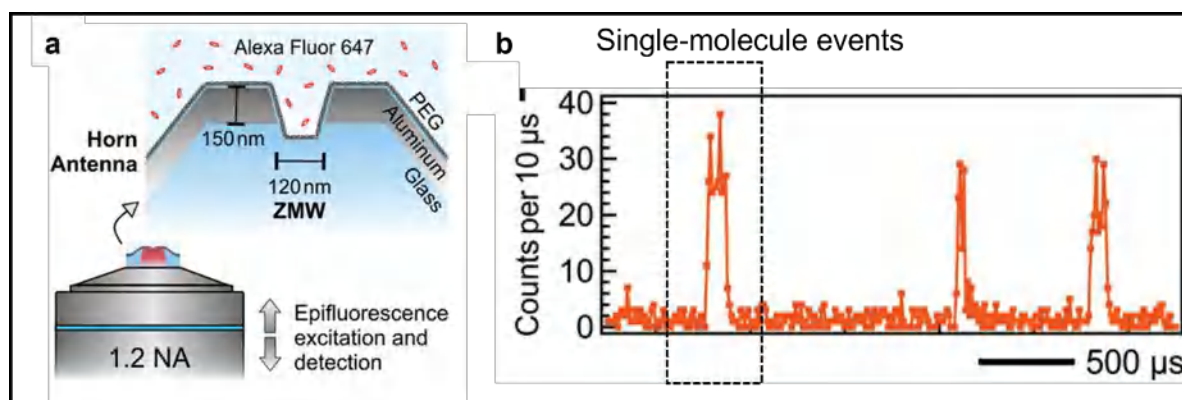 a
Alexa Fluor 647
150 nm
Horn
Antenna
120 nm
ZMW
PEG
Aluminum
Glass
Epifluorescence
excitation and
detection
1.2 NA
b
Single-molecule events
Counts per 10 µs
40
30
20
10
0
500 µs